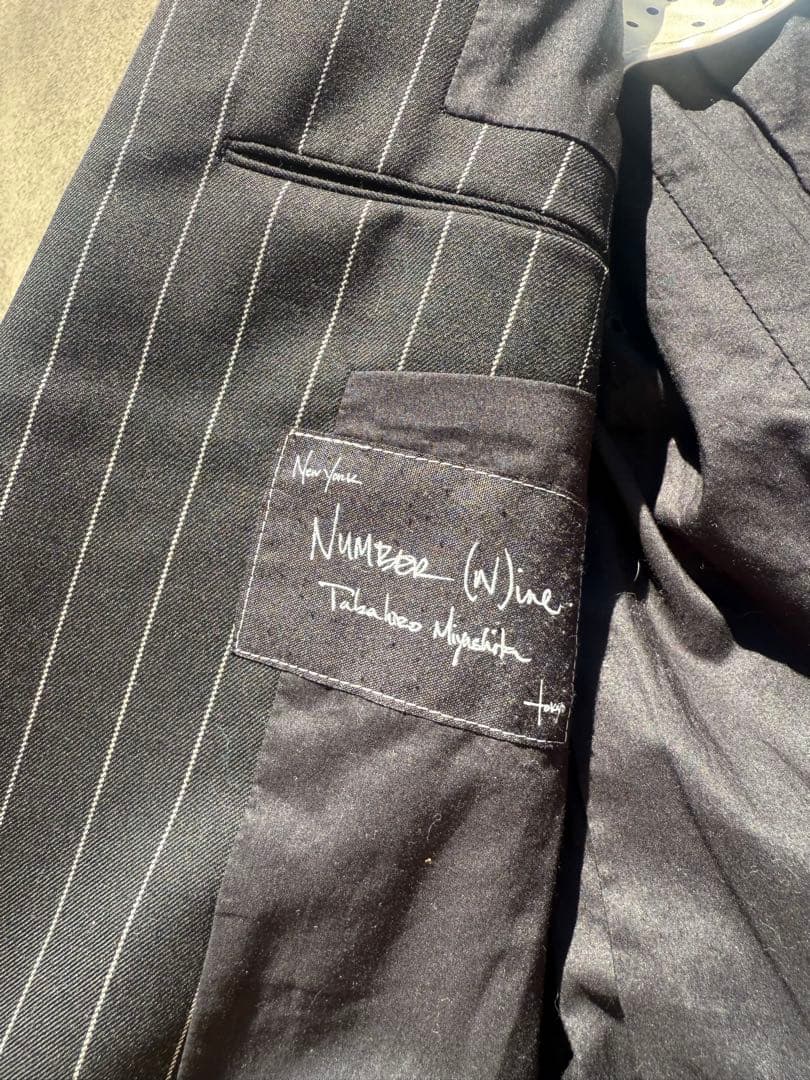 New York
NUMBER (N)ine
Takahiro Miyashita
tokyo